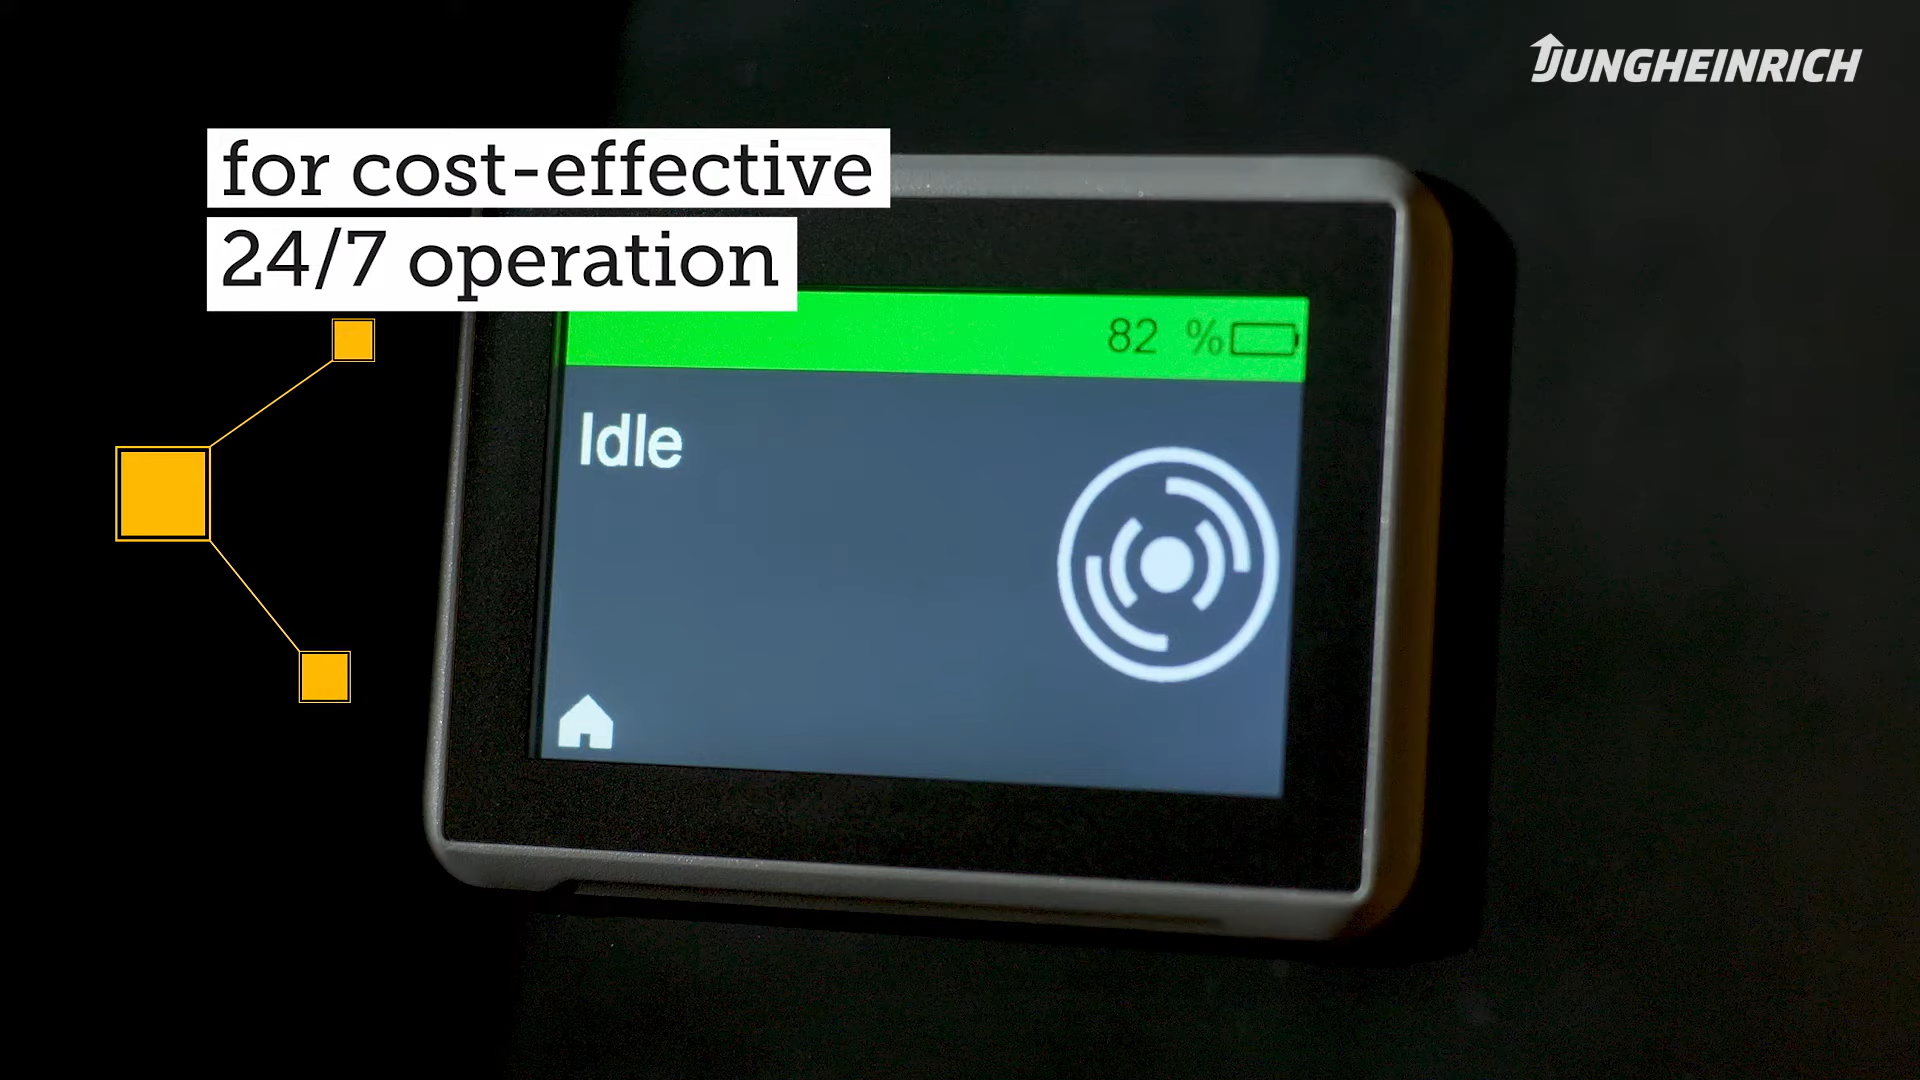 JUNGHEINRICH
for cost-effective
24/7 operation
82 %
Idle